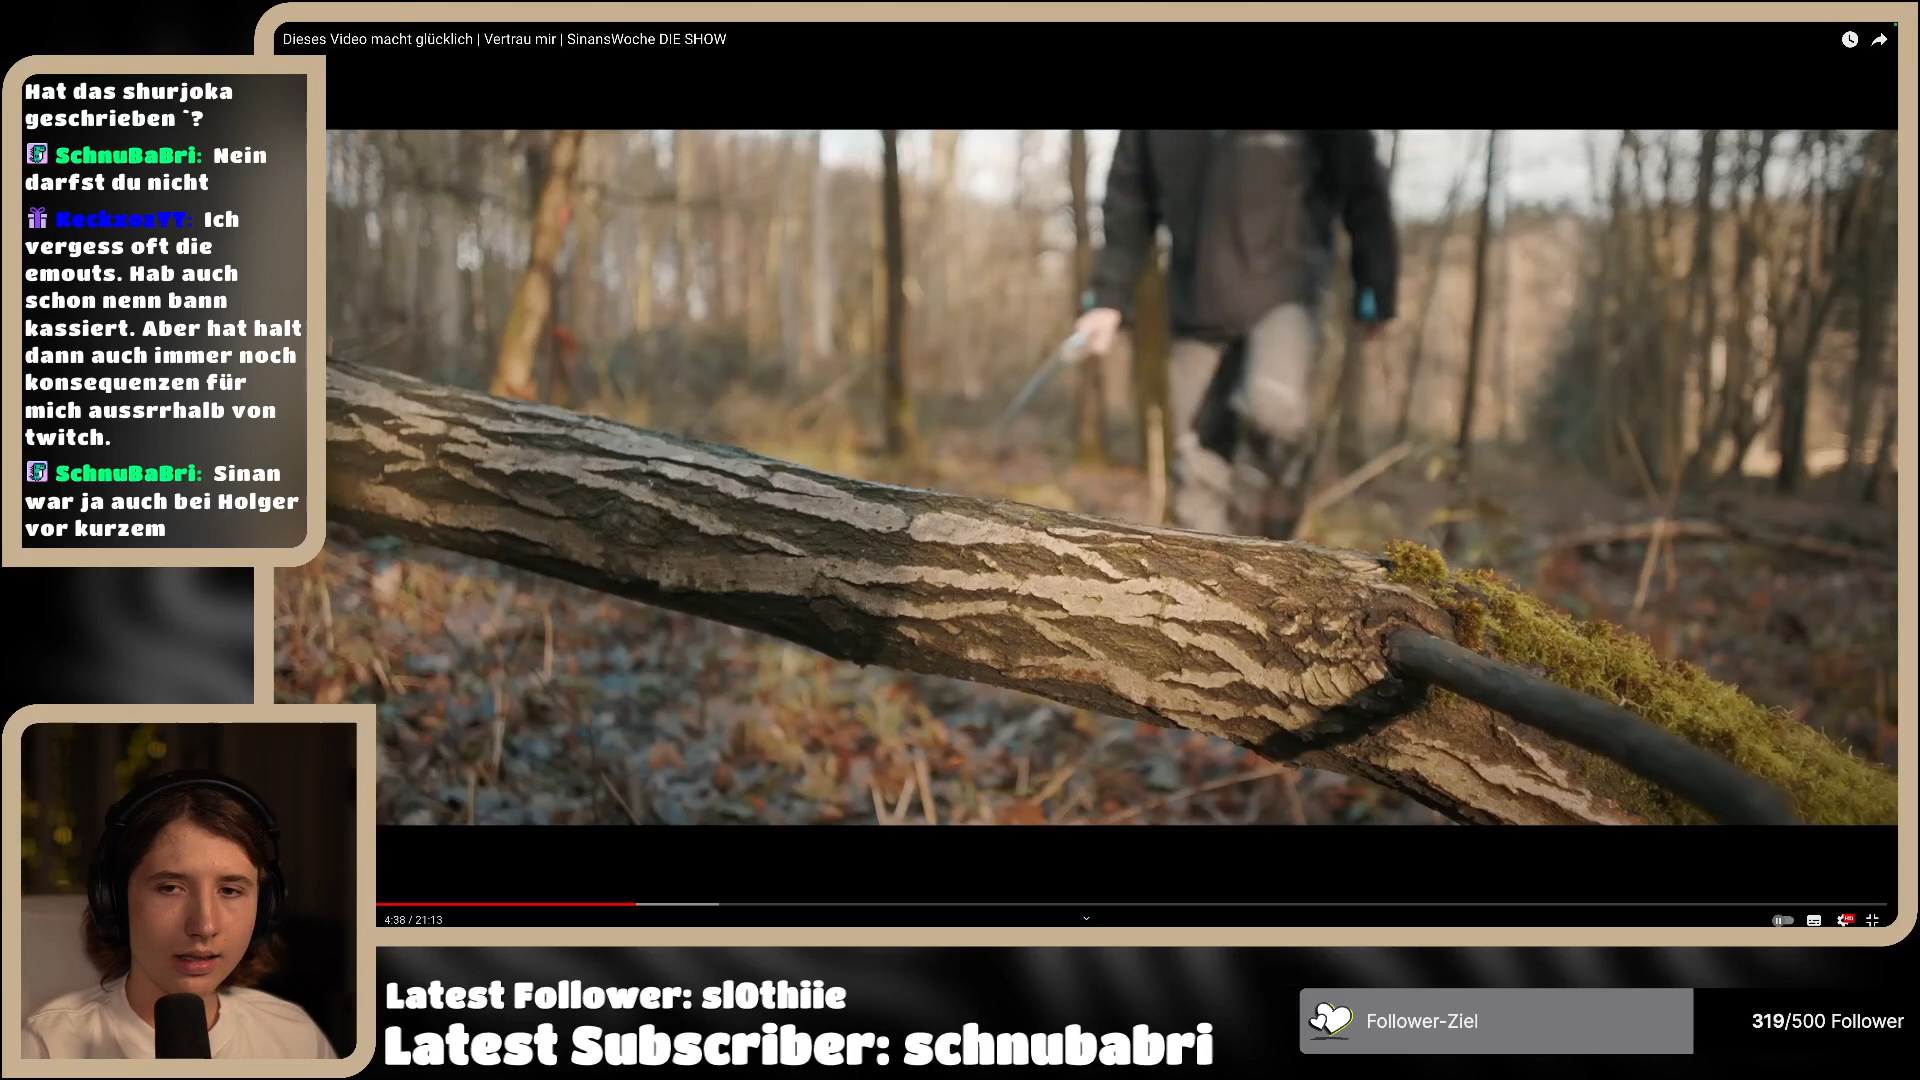 Dieses Video macht glücklich | Vertrau mir | SinansWoche DIE SHOW
Hat das shurjoka
geschrieben ´?
SchnuBaBri: Nein
darfst du nicht
KeckxozYT: Ich
vergess oft die
emouts. Hab auch
schon nenn bann
kassiert. Aber hat halt
dann auch immer noch
konsequenzen für
mich aussrrhalb von
twitch.
SchnuBaBri: Sinan
war ja auch bei Holger
vor kurzem
4:38 / 21:13
HD
Latest Follower: sl0thiie
Latest Subscriber: schnubabri
Follower-Ziel
319/500 Follower